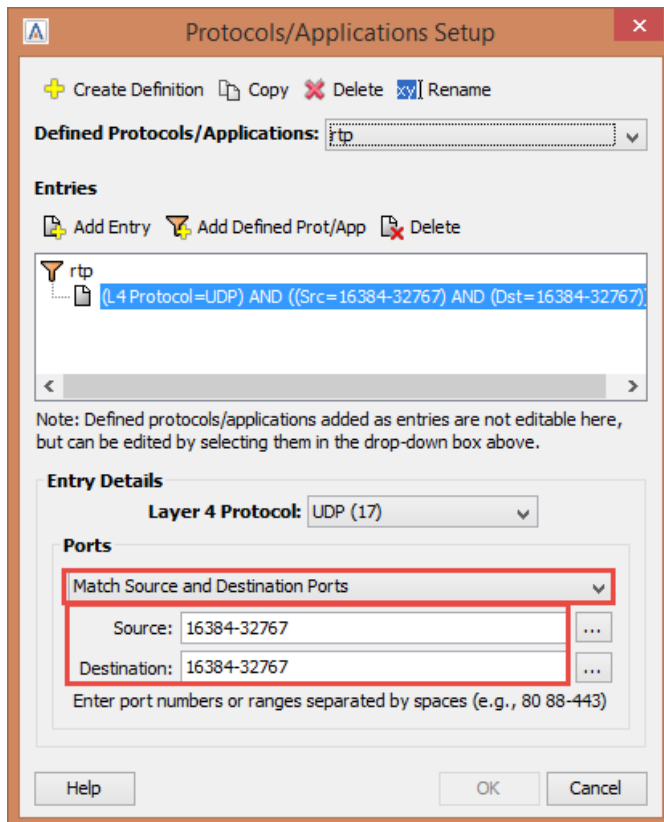 Protocols/Applications Setup
Create Definition Copy Delete xy Rename
Defined Protocols/Applications: rtp
Entries
Add Entry Add Defined Prot/App Delete
rtp
(L4 Protocol=UDP) AND ((Src=16384-32767) AND (Dst=16384-32767))
Note: Defined protocols/applications added as entries are not editable here,
but can be edited by selecting them in the drop-down box above.
Entry Details
Layer 4 Protocol: UDP (17)
Ports
Match Source and Destination Ports
Source: 16384-32767 ...
Destination: 16384-32767 ...
Enter port numbers or ranges separated by spaces (e.g., 80 88-443)
Help OK Cancel